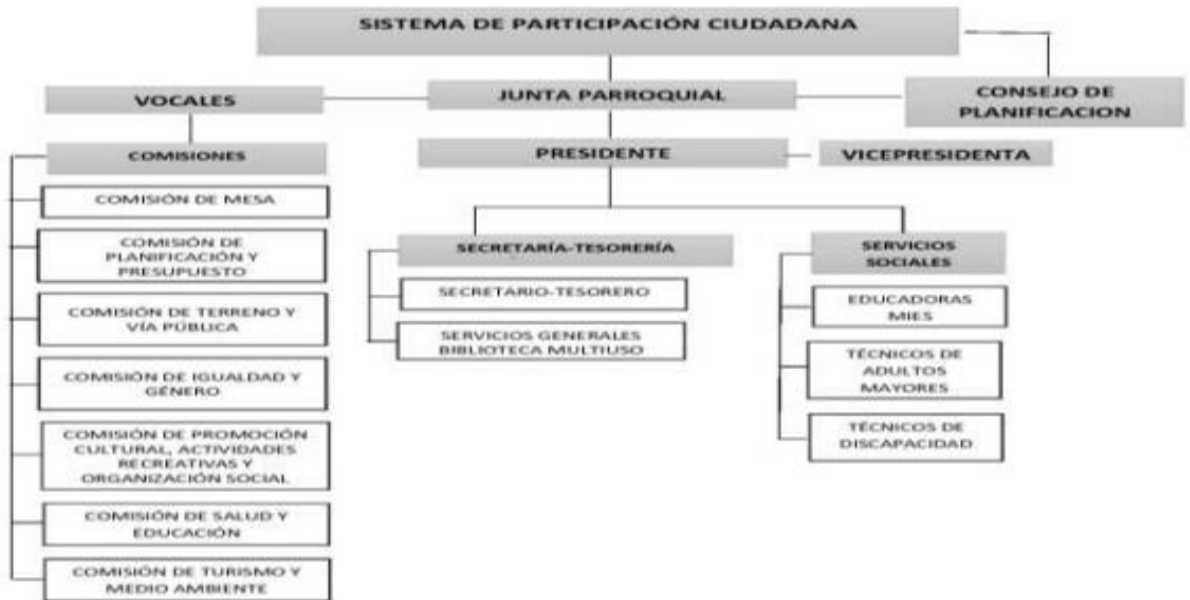 SISTEMA DE PARTICIPACIÓN CIUDADANA
VOCALES
JUNTA PARROQUIAL
CONSEJO DE
PLANIFICACION
COMISIONES
PRESIDENTE
VICEPRESIDENTA
COMISIÓN DE MESA
COMISIÓN DE
PLANIFICACIÓN Y
PRESUPUESTO
COMISIÓN DE TERRENO Y
VÍA PÚBLICA
COMISIÓN DE IGUALDAD Y
GÉNERO
COMISIÓN DE PROMOCIÓN
CULTURAL, ACTIVIDADES
RECREATIVAS Y
ORGANIZACIÓN SOCIAL
COMISIÓN DE SALUD Y
EDUCACIÓN
COMISIÓN DE TURISMO Y
MEDIO AMBIENTE
SECRETARÍA-TESORERÍA
SECRETARIO-TESORERO
SERVICIOS GENERALES
BIBLIOTECA MULTIUSO
SERVICIOS
SOCIALES
EDUCADORAS
MIES
TÉCNICOS DE
ADULTOS
MAYORES
TÉCNICOS DE
DISCAPACIDAD